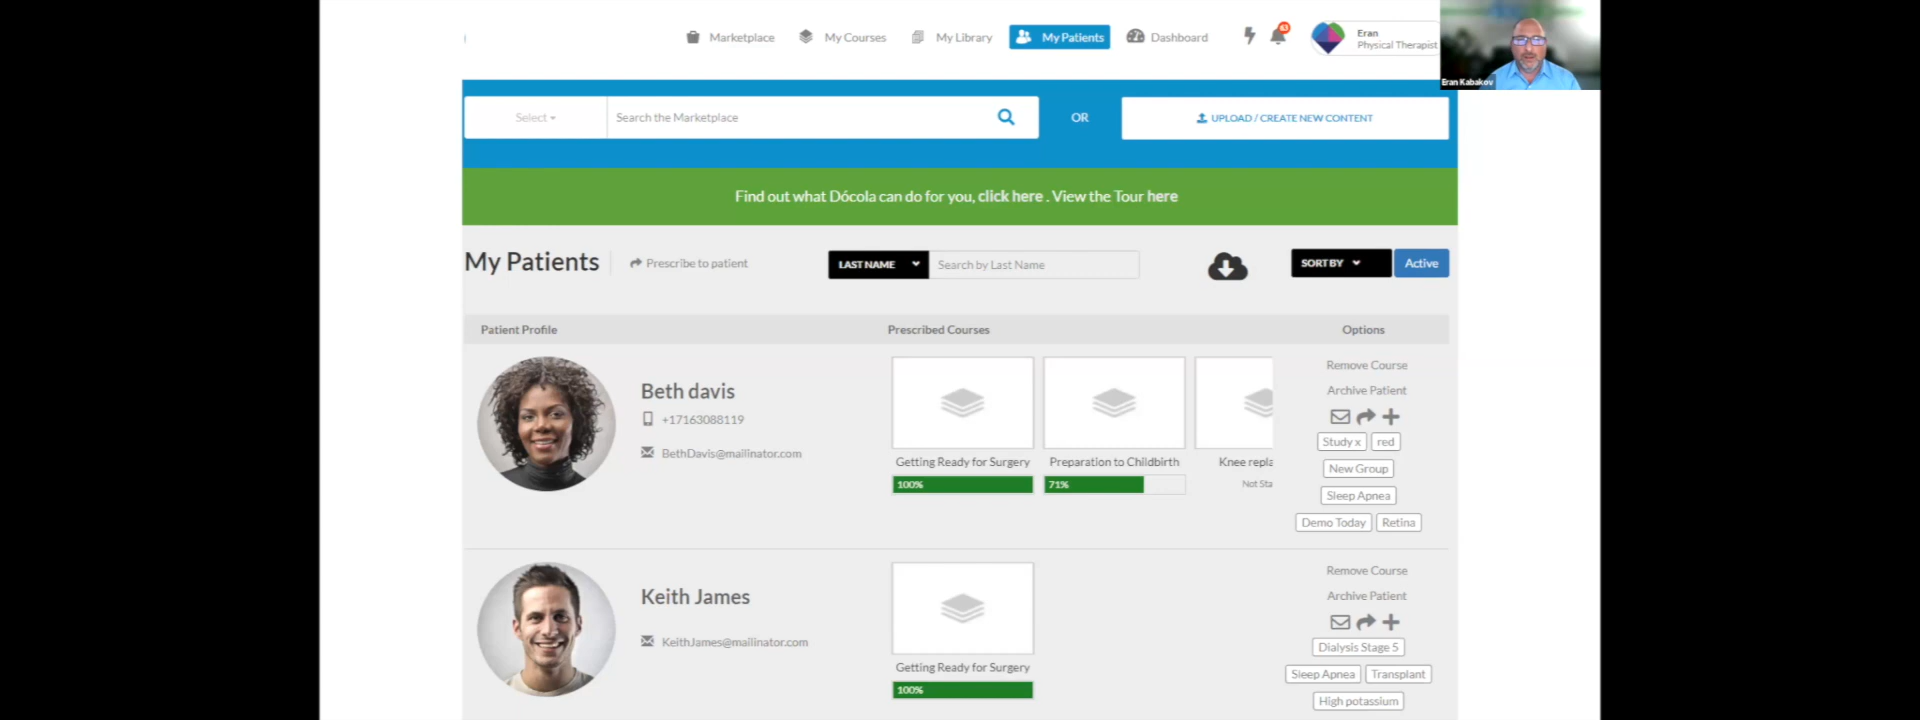 Marketplace My Courses My Library My Patients Dashboard
63
Eran
Physical Therapist
Eran Kabakov
Select
Search the Marketplace
OR
UPLOAD / CREATE NEW CONTENT
Find out what Dócola can do for you, click here . View the Tour here
My Patients
Prescribe to patient
LAST NAME
Search by Last Name
SORT BY
Active
Patient Profile Prescribed Courses Options
Beth davis
+17163088119
BethDavis@mailinator.com
Getting Ready for Surgery
100%
Preparation to Childbirth
71%
Knee repla
Not Sta
Remove Course
Archive Patient
Study x red
New Group
Sleep Apnea
Demo Today Retina
Keith James
KeithJames@mailinator.com
Getting Ready for Surgery
100%
Remove Course
Archive Patient
Dialysis Stage 5
Sleep Apnea Transplant
High potassium